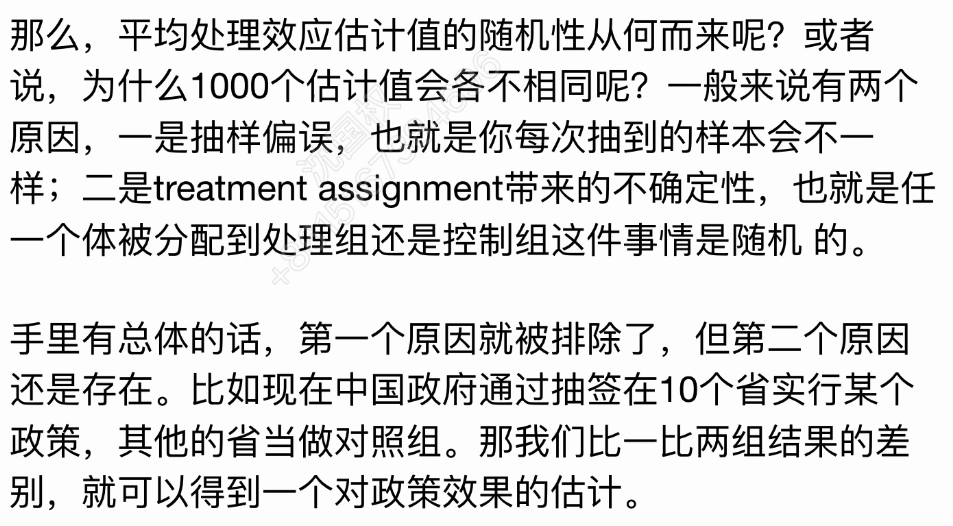 那么，平均处理效应估计值的随机性从何而来呢？或者
说，为什么1000个估计值会各不相同呢？一般来说有两个
原因，一是抽样偏误，也就是你每次抽到的样本会不一
样；二是treatment assignment带来的不确定性，也就是任
一个体被分配到处理组还是控制组这件事情是随机 的。
手里有总体的话，第一个原因就被排除了，但第二个原因
还是存在。比如现在中国政府通过抽签在10个省实行某个
政策，其他的省当做对照组。那我们比一比两组结果的差
别，就可以得到一个对政策效果的估计。